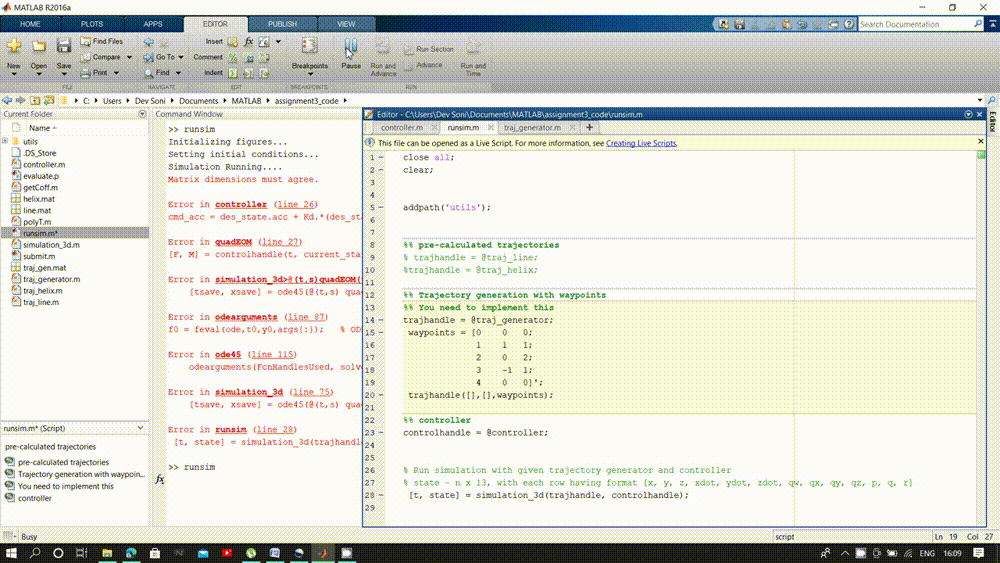 MATLAB R2016a
HOME PLOTS APPS EDITOR PUBLISH VIEW
Search Documentation
New Open Save Find Files Compare Print
Go To Find
Insert Comment Indent
Breakpoints Pause Run and Advance Run Section Advance Run and Time
FILE NAVIGATE EDIT BREAKPOINTS RUN
C: Users Dev Soni Documents MATLAB assignment3_code
Current Folder
Name
utils
.DS_Store
controller.m
evaluate.p
getCoff.m
helix.mat
line.mat
polyT.m
runsim.m*
simulation_3d.m
submit.m
traj_gen.mat
traj_generator.m
traj_helix.m
traj_line.m
runsim.m* (Script)
pre-calculated trajectories
pre-calculated trajectories
Trajectory generation with waypoin...
You need to implement this
controller
Command Window
>> runsim
Initializing figures...
Setting initial conditions...
Simulation Running....
Matrix dimensions must agree.
Error in controller (line 26)
cmd_acc = des_state.acc + Kd.*(des_st
Error in quadEOM (line 27)
[F, M] = controlhandle(t, current_sta
Error in simulation_3d>@(t,s)quadEOM(
[tsave, xsave] = ode45(@(t,s) quad
Error in odearguments (line 87)
f0 = feval(ode,t0,y0,args{:}); % OD
Error in ode45 (line 115)
odearguments(FcnHandlesUsed, solv
Error in simulation_3d (line 75)
[tsave, xsave] = ode45(@(t,s) quad
Error in runsim (line 28)
[t, state] = simulation_3d(trajhandl
>> runsim
fx
Editor - C:\Users\Dev Soni\Documents\MATLAB\assignment3_code\runsim.m
controller.m runsim.m traj_generator.m
This file can be opened as a Live Script. For more information, see Creating Live Scripts.
1 close all;
2 clear;
3
4
5 addpath('utils');
6
7
8 %% pre-calculated trajectories
9 % trajhandle = @traj_line;
10 %trajhandle = @traj_helix;
11
12 %% Trajectory generation with waypoints
13 %% You need to implement this
14 trajhandle = @traj_generator;
15 waypoints = [0 0 0;
16 1 1 1;
17 2 0 2;
18 3 -1 1;
19 4 0 0]';
20 trajhandle([],[],waypoints);
21
22 %% controller
23 controlhandle = @controller;
24
25
26 % Run simulation with given trajectory generator and controller
27 % state - n x 13, with each row having format [x, y, z, xdot, ydot, zdot, qw, qx, qy, qz, p, q, r]
28 [t, state] = simulation_3d(trajhandle, controlhandle);
29
Editor
Busy
script Ln 19 Col 27
ENG 16:09